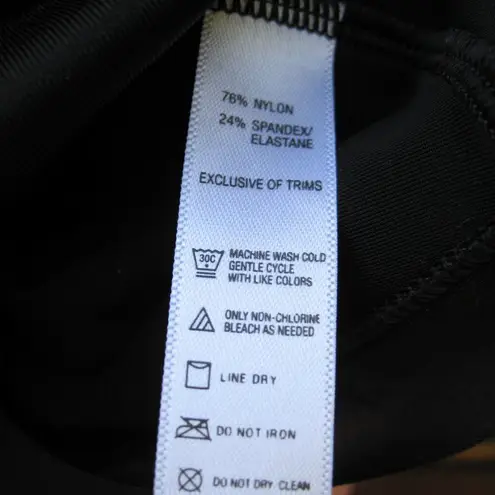 76% NYLON
24% SPANDEX/
ELASTANE
EXCLUSIVE OF TRIMS
30C
MACHINE WASH COLD
GENTLE CYCLE
WITH LIKE COLORS
ONLY NON-CHLORINE
BLEACH AS NEEDED
LINE DRY
DO NOT IRON
DO NOT DRY CLEAN